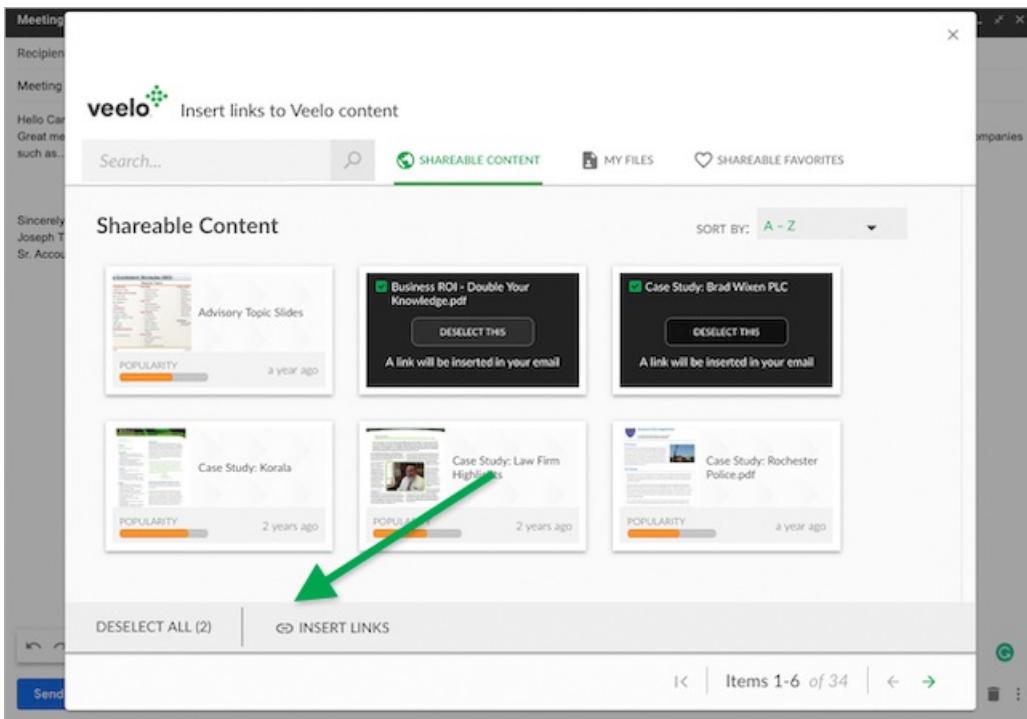 Meeting
Recipien
Meeting
Hello Car
Great me
such as..
ompanies
Sincerely
Joseph T
Sr. Accou
veelo Insert links to Veelo content
Search...
SHAREABLE CONTENT
MY FILES
SHAREABLE FAVORITES
Shareable Content
SORT BY: A - Z
Advisory Topic Slides
POPULARITY
a year ago
Business ROI - Double Your
Knowledge.pdf
DESELECT THIS
A link will be inserted in your email
Case Study: Brad Wixen PLC
DESELECT THIS
A link will be inserted in your email
Case Study: Korala
POPULARITY
2 years ago
Case Study: Law Firm
Highlights
POPULARITY
2 years ago
Case Study: Rochester
Police.pdf
POPULARITY
a year ago
DESELECT ALL (2)
INSERT LINKS
Items 1-6 of 34
Send